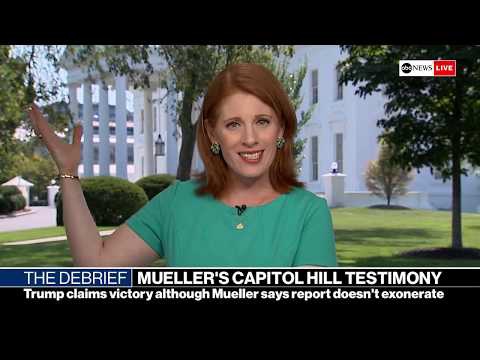 abc NEWS LIVE
THE DEBRIEF MUELLER'S CAPITOL HILL TESTIMONY
Trump claims victory although Mueller says report doesn't exonerate